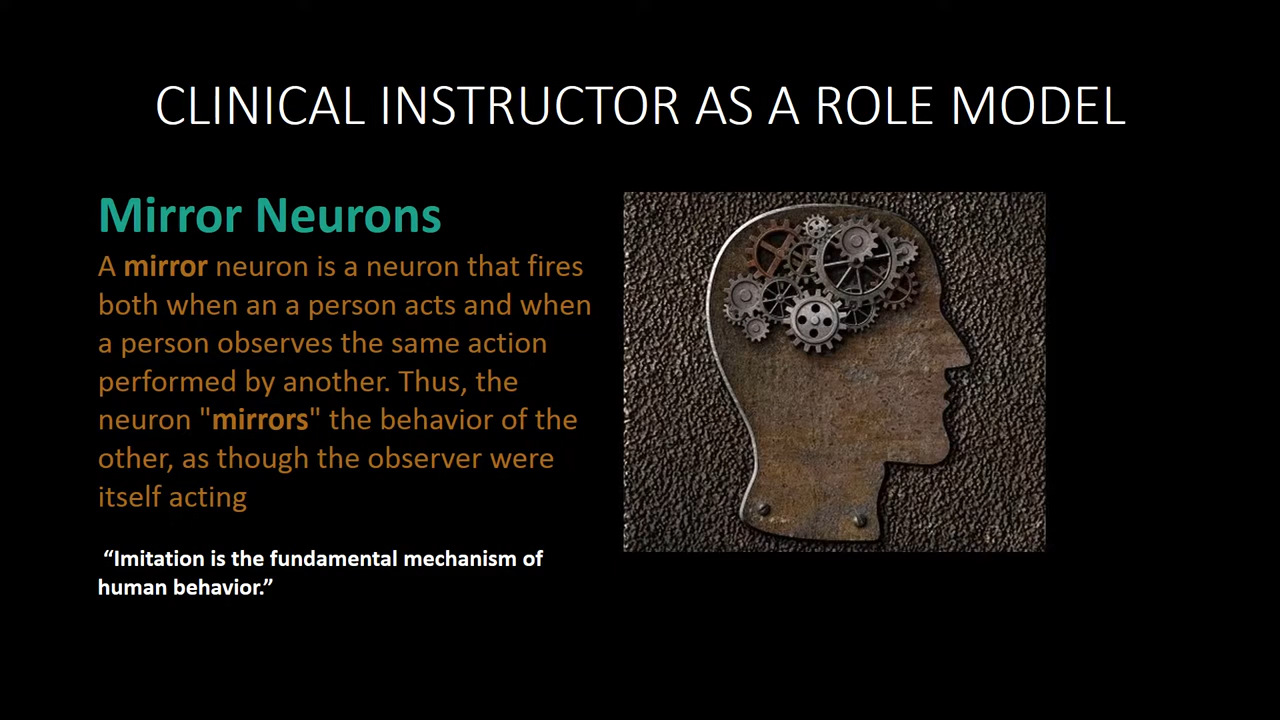 CLINICAL INSTRUCTOR AS A ROLE MODEL
Mirror Neurons
A mirror neuron is a neuron that fires
both when an a person acts and when
a person observes the same action
performed by another. Thus, the
neuron "mirrors" the behavior of the
other, as though the observer were
itself acting
“Imitation is the fundamental mechanism of
human behavior.”